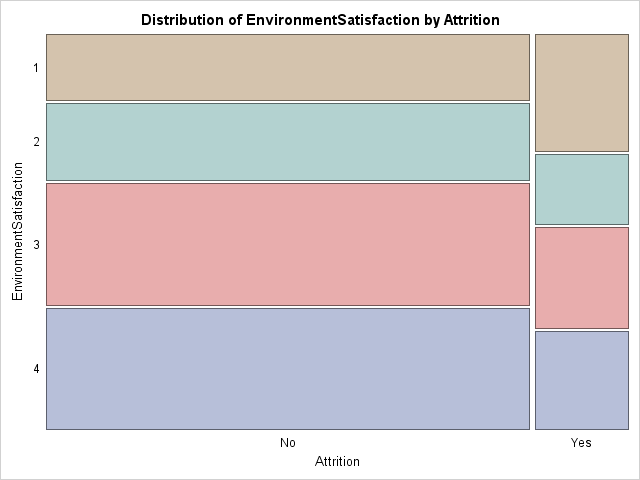 Distribution of EnvironmentSatisfaction by Attrition
EnvironmentSatisfaction
1
2
3
4
No Yes
Attrition